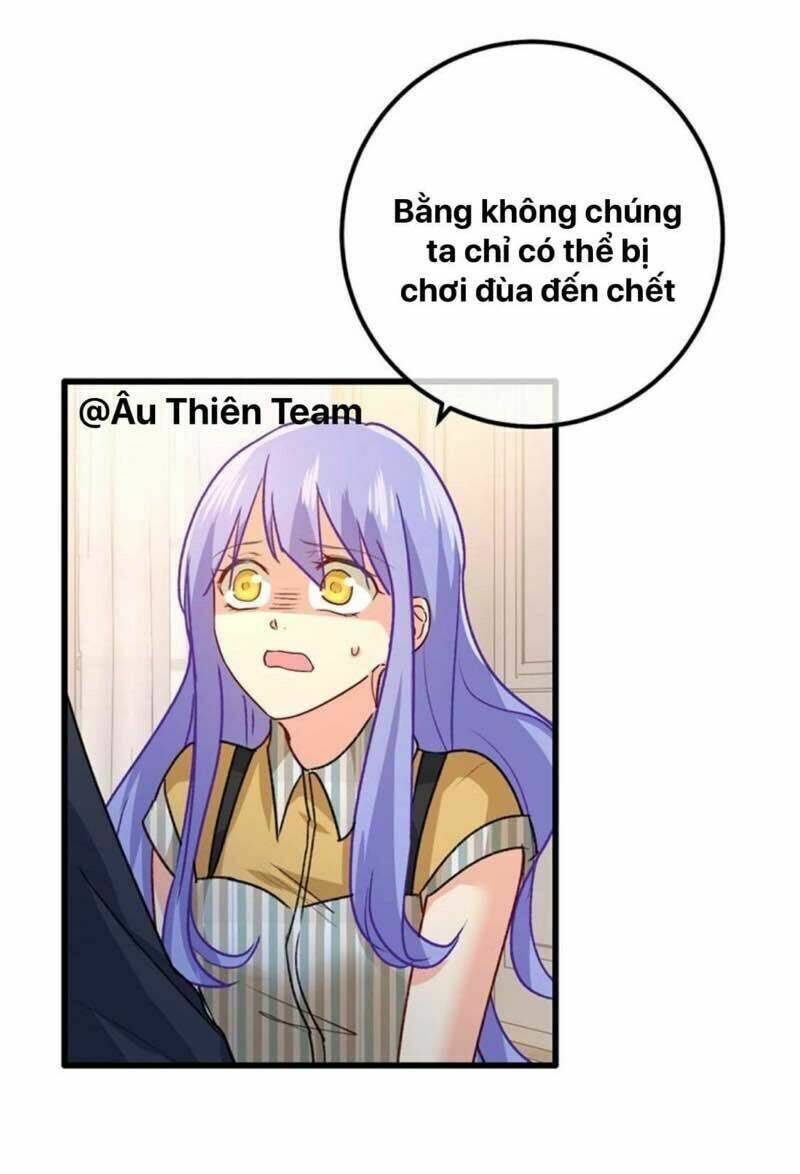 Bằng không chúng
ta chỉ có thể bị
chơi đùa đến chết
@Âu Thiên Team